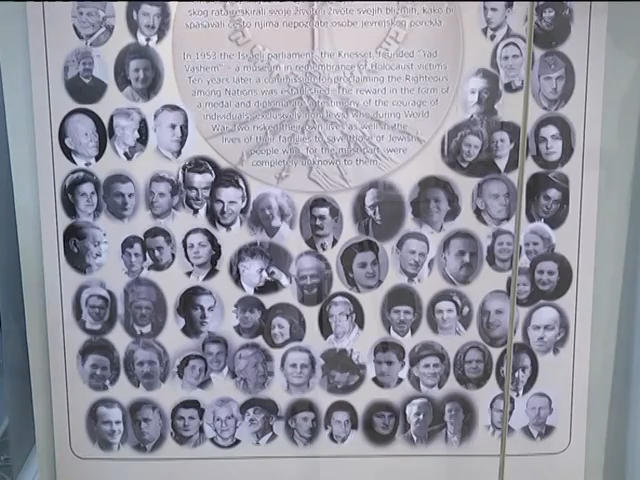 skog rata riskirali svoje živote i živote svojih bližnjih, kako bi
spasavali često njima nepoznate osobe jevrejskog porekla
In 1953 the Israeli parliament, the Knesset, founded "Yad
Vashem" – a museum in remembrance of Holocaust victims.
Ten years later a commission for proclaiming the Righteous
among Nations was established. The reward in the form of
a medal and diploma is a testimony of the courage of
individuals, exclusively non-Jews, who during World
War Two risked their own lives, as well as the
lives of their families to save those of Jewish
people who, for the most part, were
completely unknown to them.